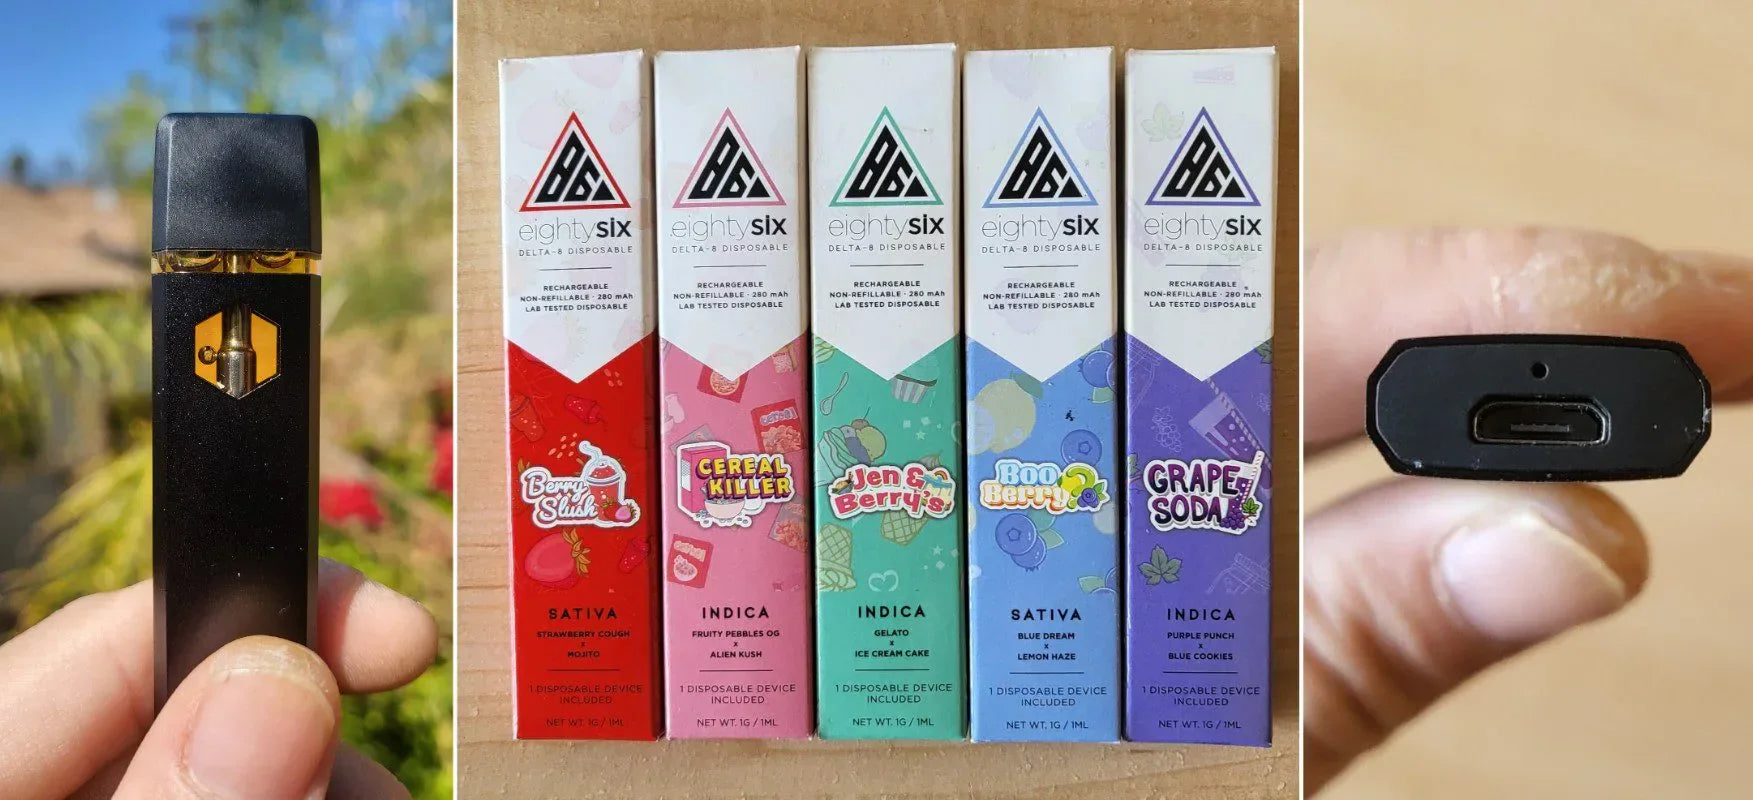 86
eightysix
DELTA-8 DISPOSABLE
RECHARGEABLE
NON-REFILLABLE · 280 mAh
LAB TESTED DISPOSABLE
Berry
Slush
SATIVA
STRAWBERRY COUGH
x
MOJITO
1 DISPOSABLE DEVICE
INCLUDED
NET WT. 1G / 1ML
86
eightysix
DELTA-8 DISPOSABLE
RECHARGEABLE
NON-REFILLABLE · 280 mAh
LAB TESTED DISPOSABLE
CEREAL
CEREAL
KILLER
CEREAL
INDICA
FRUITY PEBBLES OG
x
ALIEN KUSH
1 DISPOSABLE DEVICE
INCLUDED
NET WT. 1G / 1ML
86
eightysix
DELTA-8 DISPOSABLE
RECHARGEABLE
NON-REFILLABLE · 280 mAh
LAB TESTED DISPOSABLE
Jen &
Berry's
INDICA
GELATO
x
ICE CREAM CAKE
1 DISPOSABLE DEVICE
INCLUDED
NET WT. 1G / 1ML
86
eightysix
DELTA-8 DISPOSABLE
RECHARGEABLE
NON-REFILLABLE · 280 mAh
LAB TESTED DISPOSABLE
Boo
Berry
SATIVA
BLUE DREAM
x
LEMON HAZE
1 DISPOSABLE DEVICE
INCLUDED
NET WT. 1G / 1ML
86
eightysix
DELTA-8 DISPOSABLE
RECHARGEABLE
NON-REFILLABLE · 280 mAh
LAB TESTED DISPOSABLE
GRAPE
SODA
INDICA
PURPLE PUNCH
x
BLUE COOKIES
1 DISPOSABLE DEVICE
INCLUDED
NET WT. 1G / 1ML